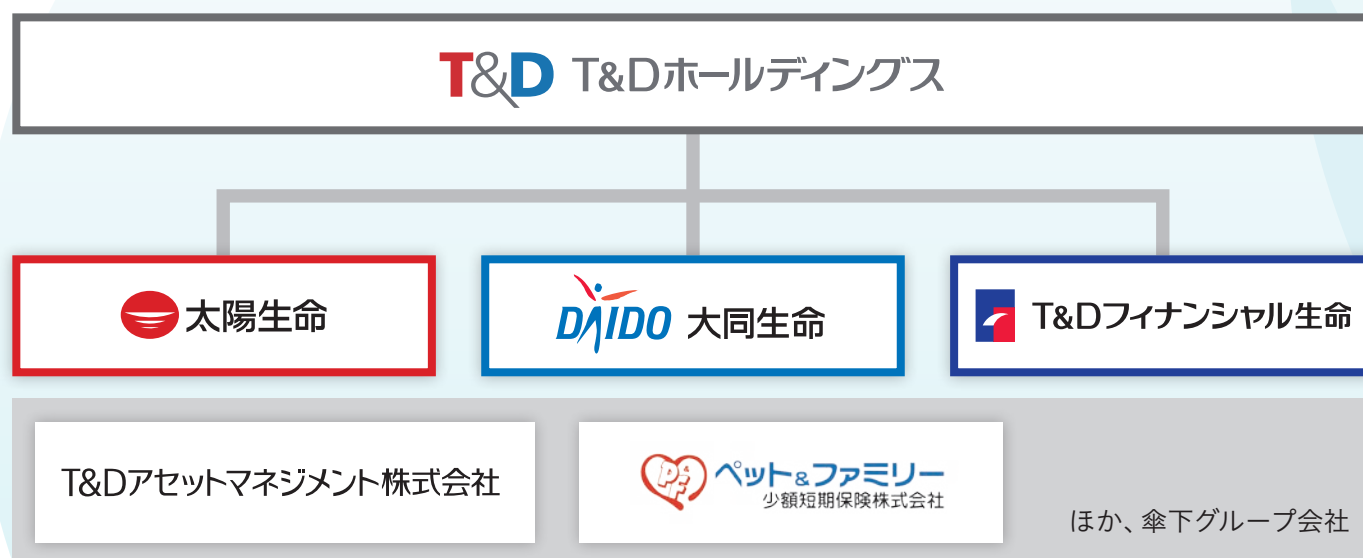 T&D T&Dホールディングス
太陽生命
DAIDO 大同生命
T&Dフィナンシャル生命
T&Dアセットマネジメント株式会社
PAF ペット&ファミリー
少額短期保険株式会社
ほか、傘下グループ会社